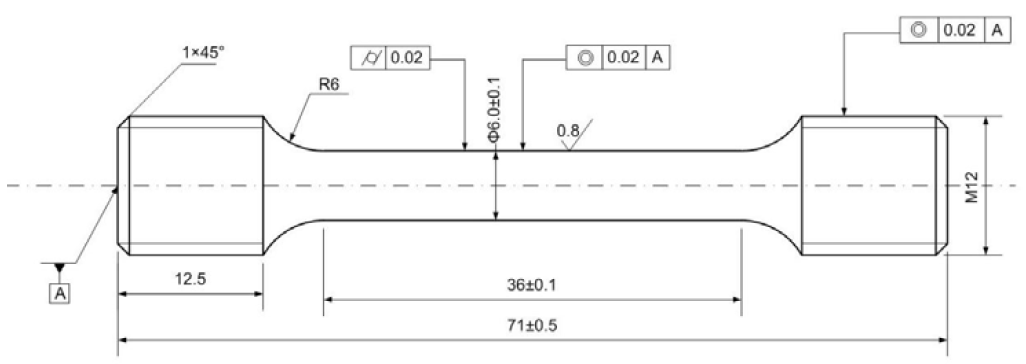 1×45°
R6
⌭ 0.02
◎ 0.02 A
◎ 0.02 A
Φ6.0±0.1
0.8
M12
A
12.5
36±0.1
71±0.5